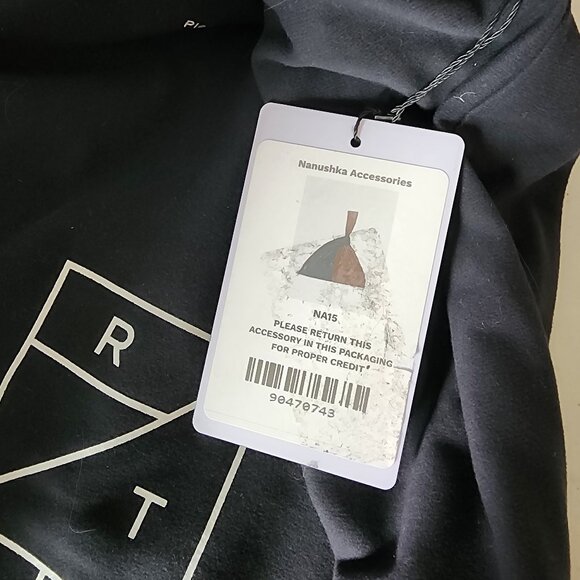 Nanushka Accessories
NA15
PLEASE RETURN THIS
ACCESSORY IN THIS PACKAGING
FOR PROPER CREDIT*
90470743
R
T